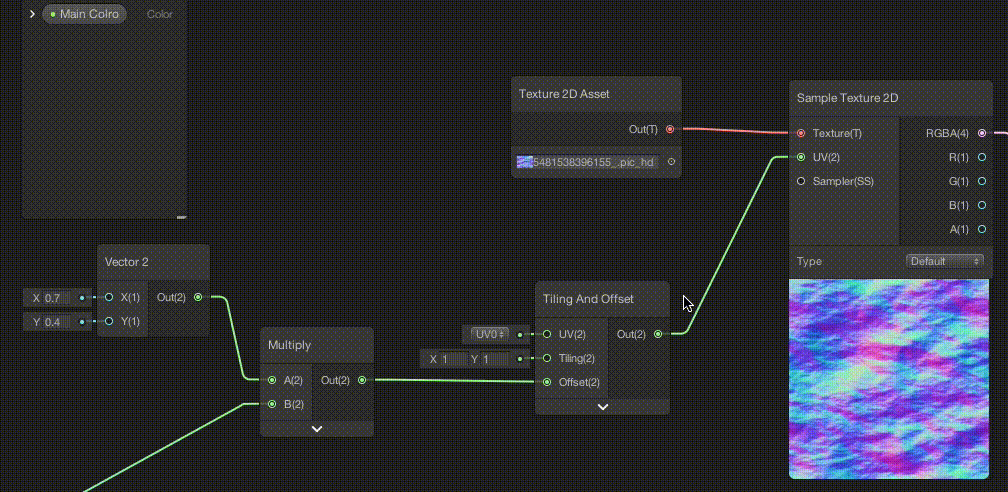 Main Colro Color
Texture 2D Asset
Out(T)
5481538396155_.pic_hd
Sample Texture 2D
Texture(T) RGBA(4)
UV(2) R(1)
Sampler(SS) G(1)
B(1)
A(1)
Type Default
Vector 2
X 0.7 X(1) Out(2)
Y 0.4 Y(1)
Multiply
A(2) Out(2)
B(2)
Tiling And Offset
UV0 UV(2) Out(2)
X 1 Y 1 Tiling(2)
Offset(2)